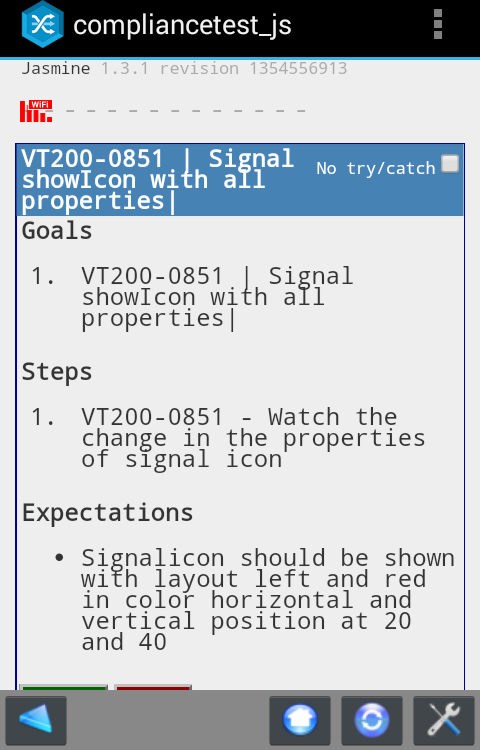 compliancetest_js
Jasmine 1.3.1 revision 1354556913
WiFi - - - - - - - - - - - -
VT200-0851 | Signal
showIcon with all
properties|
No try/catch
Goals
1. VT200-0851 | Signal
showIcon with all
properties|
Steps
1. VT200-0851 - Watch the
change in the properties
of signal icon
Expectations
• Signalicon should be shown
with layout left and red
in color horizontal and
vertical position at 20
and 40